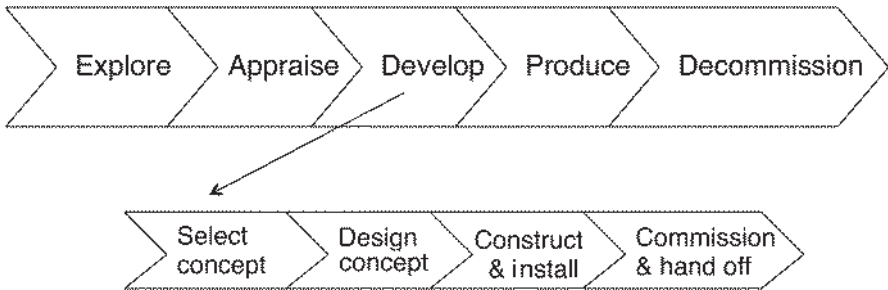 Explore Appraise Develop Produce Decommission
Select concept
Design concept
Construct & install
Commission & hand off